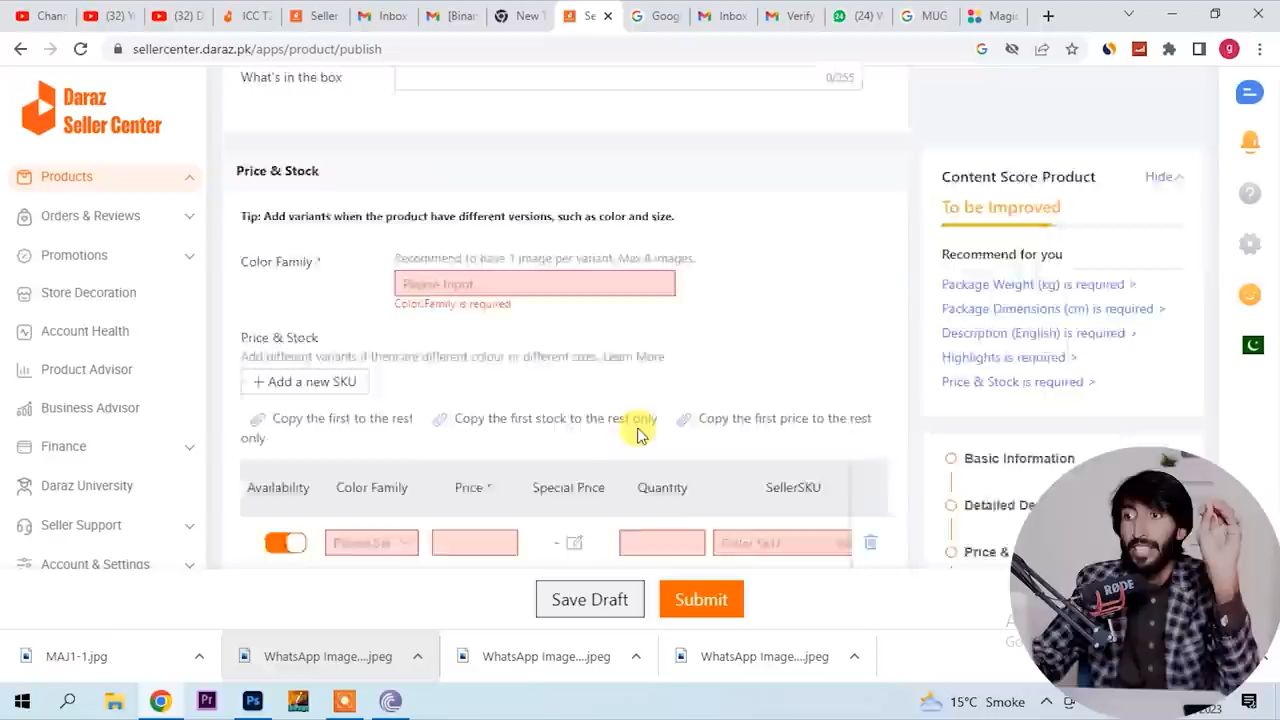 Chann
(32) Y
(32) D
ICC T
Seller
Inbox
[Binan
New T
Se
Goog
Inbox
Verify
(24) W
MUG
Magic
sellercenter.daraz.pk/apps/product/publish
Daraz
Seller Center
Products
Orders & Reviews
Promotions
Store Decoration
Account Health
Product Advisor
Business Advisor
Finance
Daraz University
Seller Support
Account & Settings
What's in the box
0/255
Price & Stock
Tip: Add variants when the product have different versions, such as color and size.
Color Family *
Recommend to have 1 image per variant. Max 8 images.
Please Input
Color Family is required
Price & Stock
Add different variants if there are different colour or different sizes. Learn More
+ Add a new SKU
Copy the first to the rest only
Copy the first stock to the rest only
Copy the first price to the rest
Availability
Color Family
Price *
Special Price
Quantity
SellerSKU
Content Score Product
Hide
To be Improved
Recommend for you
Package Weight (kg) is required >
Package Dimensions (cm) is required >
Description (English) is required >
Highlights is required >
Price & Stock is required >
Basic Information
Detailed De
Price &
RØDE
Save Draft
Submit
MAJ1-1.jpg
WhatsApp Image....jpeg
WhatsApp Image....jpeg
WhatsApp Image....jpeg
Pr
Ps
15°C Smoke
2023